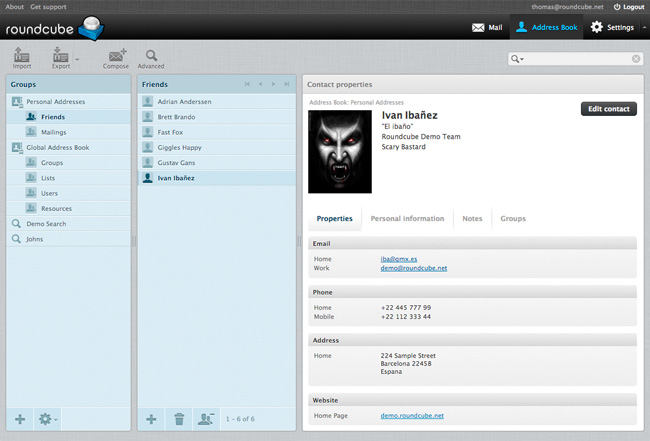 About Get support thomas@roundcube.net Logout
roundcube Mail Address Book Settings
Import Export Compose Advanced
Groups
Personal Addresses
Friends
Mailings
Global Address Book
Groups
Lists
Users
Resources
Demo Search
Johns
Friends
Adrian Anderssen
Brett Brando
Fast Fox
Giggles Happy
Gustav Gans
Ivan Ibañez
1 – 6 of 6
Contact properties
Address Book: Personal Addresses
Edit contact
Ivan Ibañez
"El ibaño"
Roundcube Demo Team
Scary Bastard
Properties Personal information Notes Groups
Email
Home iba@gmx.es
Work demo@roundcube.net
Phone
Home +22 445 777 99
Mobile +22 112 333 44
Address
Home 224 Sample Street
Barcelona 22458
Espana
Website
Home Page demo.roundcube.net